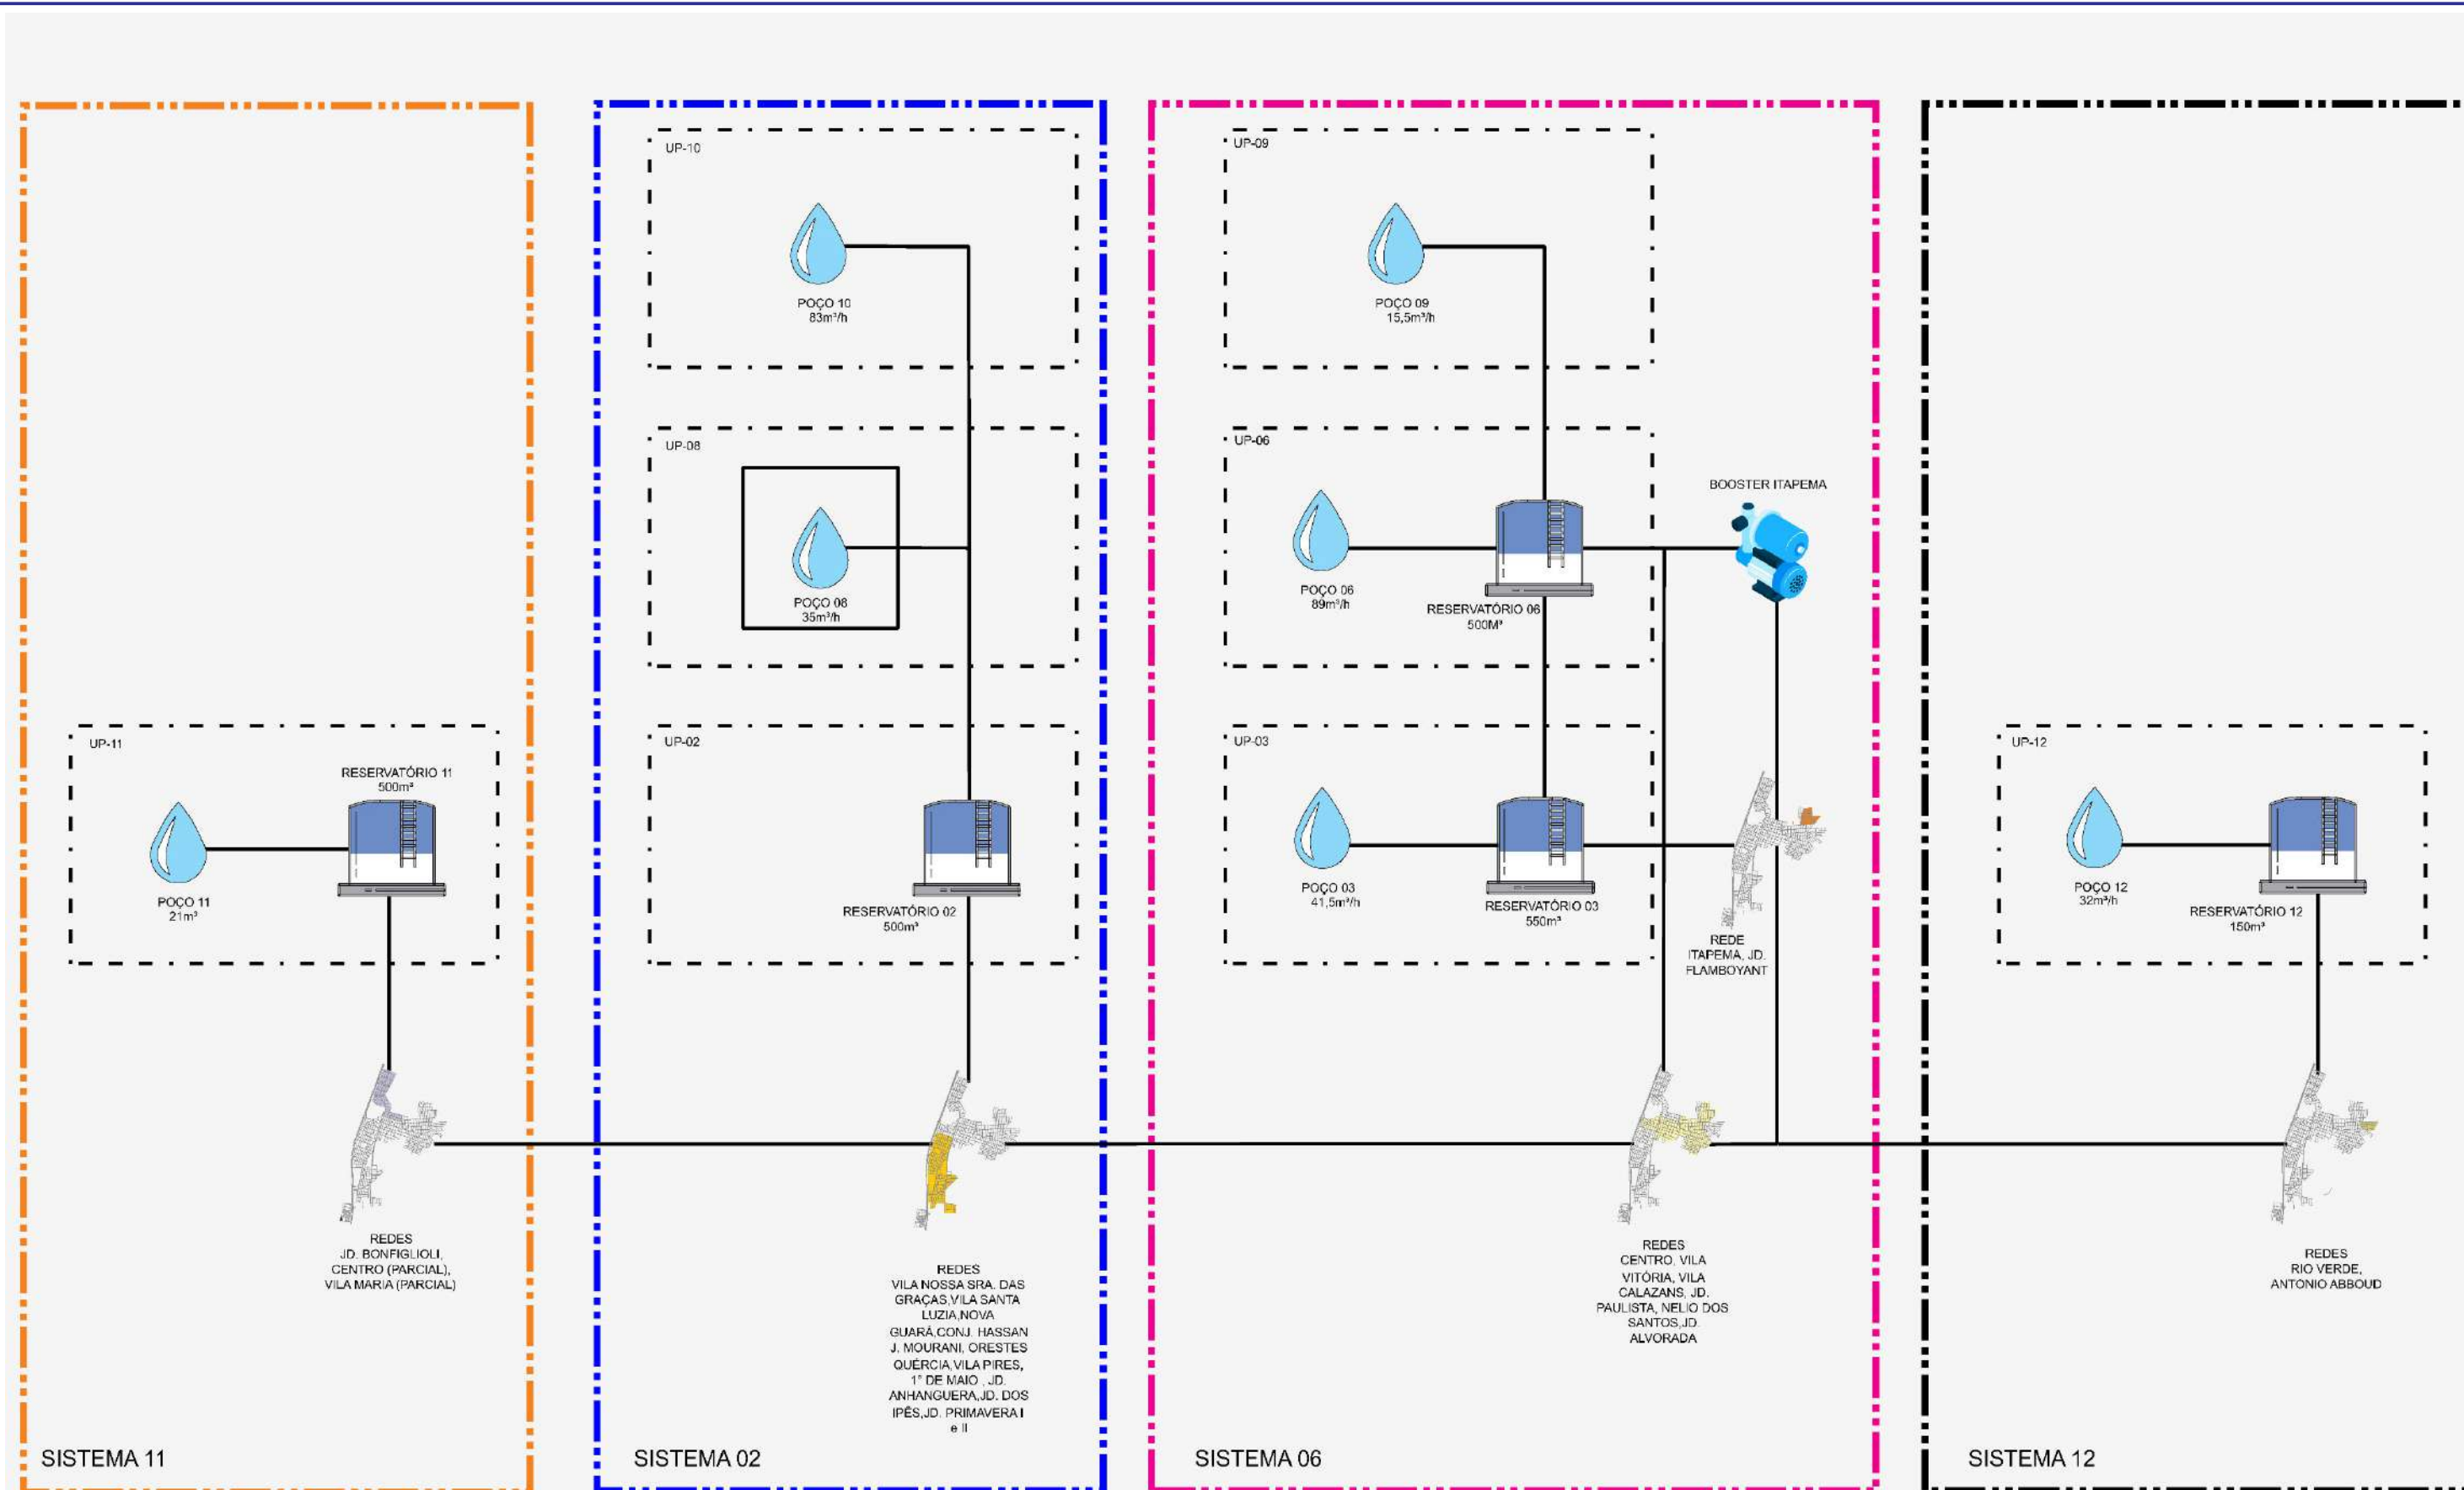 UP-11
RESERVATÓRIO 11
500m³
POÇO 11
21m³
REDES
JD. BONFIGLIOLI,
CENTRO (PARCIAL),
VILA MARIA (PARCIAL)
SISTEMA 11
UP-10
POÇO 10
83m³/h
UP-08
POÇO 08
35m³/h
UP-02
RESERVATÓRIO 02
500m³
REDES
VILA NOSSA SRA. DAS
GRAÇAS,VILA SANTA
LUZIA,NOVA
GUARÁ,CONJ. HASSAN
J. MOURANI, ORESTES
QUÉRCIA,VILA PIRES,
1° DE MAIO , JD.
ANHANGUERA,JD. DOS
IPÊS,JD. PRIMAVERA I
e II
SISTEMA 02
UP-09
POÇO 09
15,5m³/h
UP-06
POÇO 06
89m³/h
RESERVATÓRIO 06
500M³
BOOSTER ITAPEMA
UP-03
POÇO 03
41,5m³/h
RESERVATÓRIO 03
550m³
REDE
ITAPEMA, JD.
FLAMBOYANT
REDES
CENTRO, VILA
VITÓRIA, VILA
CALAZANS, JD.
PAULISTA, NELIO DOS
SANTOS,JD.
ALVORADA
SISTEMA 06
UP-12
POÇO 12
32m³/h
RESERVATÓRIO 12
150m³
REDES
RIO VERDE,
ANTONIO ABBOUD
SISTEMA 12